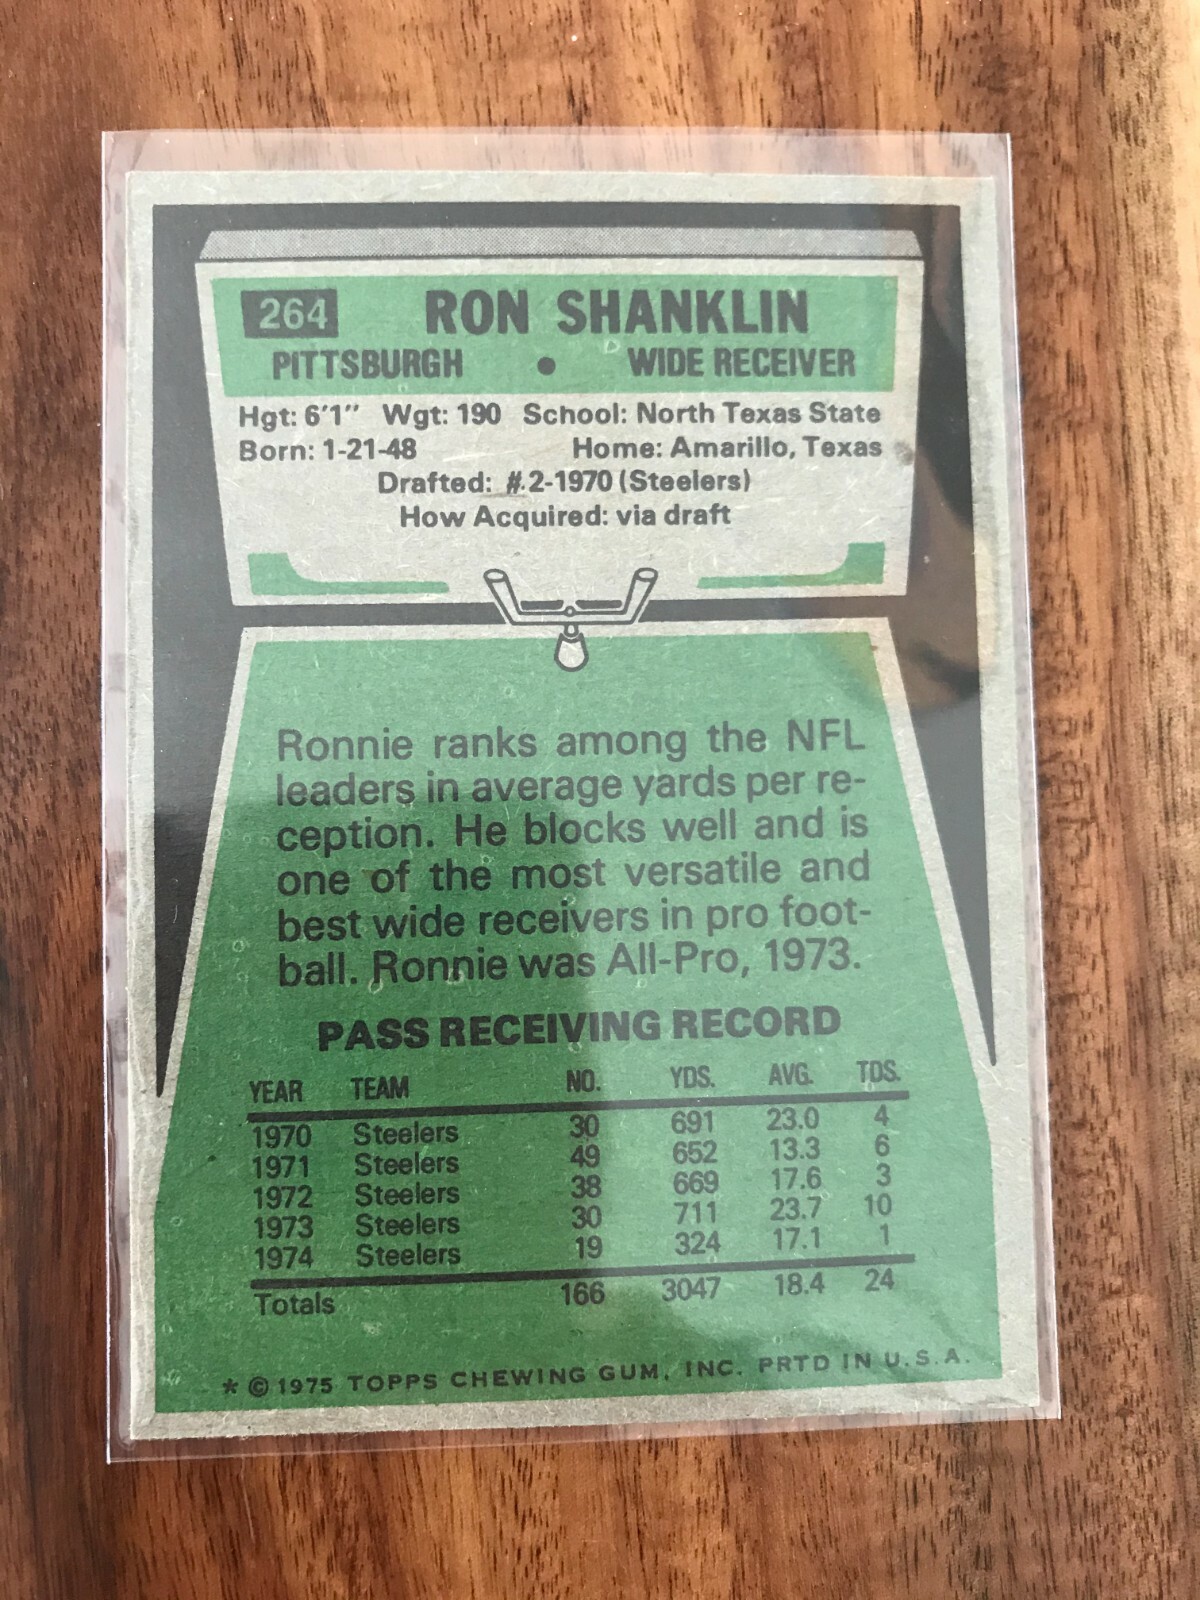 264 RON SHANKLIN
PITTSBURGH • WIDE RECEIVER
Hgt: 6'1" Wgt: 190 School: North Texas State
Born: 1-21-48 Home: Amarillo, Texas
Drafted: #2-1970 (Steelers)
How Acquired: via draft
Ronnie ranks among the NFL
leaders in average yards per re-
ception. He blocks well and is
one of the most versatile and
best wide receivers in pro foot-
ball. Ronnie was All-Pro, 1973.
PASS RECEIVING RECORD
YEAR TEAM NO. YDS. AVG. TDS.
1970 Steelers 30 691 23.0 4
1971 Steelers 49 652 13.3 6
1972 Steelers 38 669 17.6 3
1973 Steelers 30 711 23.7 10
1974 Steelers 19 324 17.1 1
Totals 166 3047 18.4 24
* © 1975 TOPPS CHEWING GUM, INC. PRTD IN U.S.A.